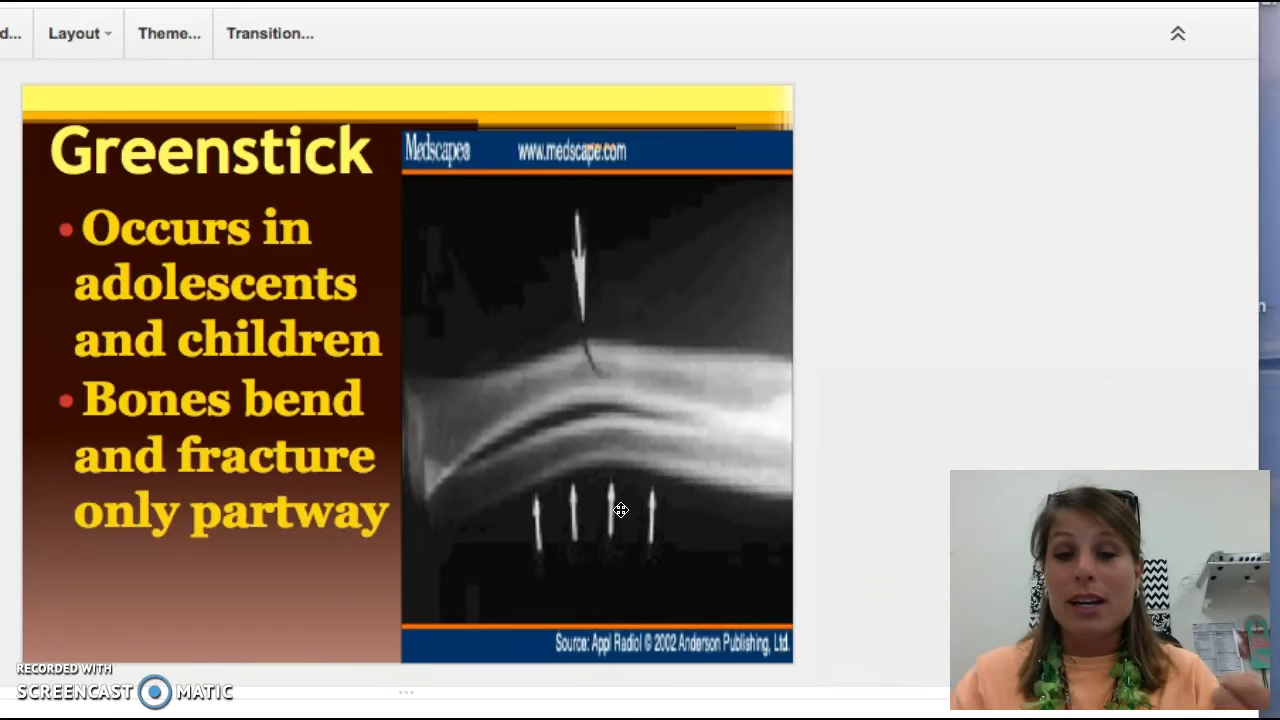 d...
Layout
Theme...
Transition...
Greenstick
Medscape®
www.medscape.com
• Occurs in
adolescents
and children
• Bones bend
and fracture
only partway
Source: Appl Radiol © 2002 Anderson Publishing, Ltd.
RECORDED WITH
SCREENCAST MATIC